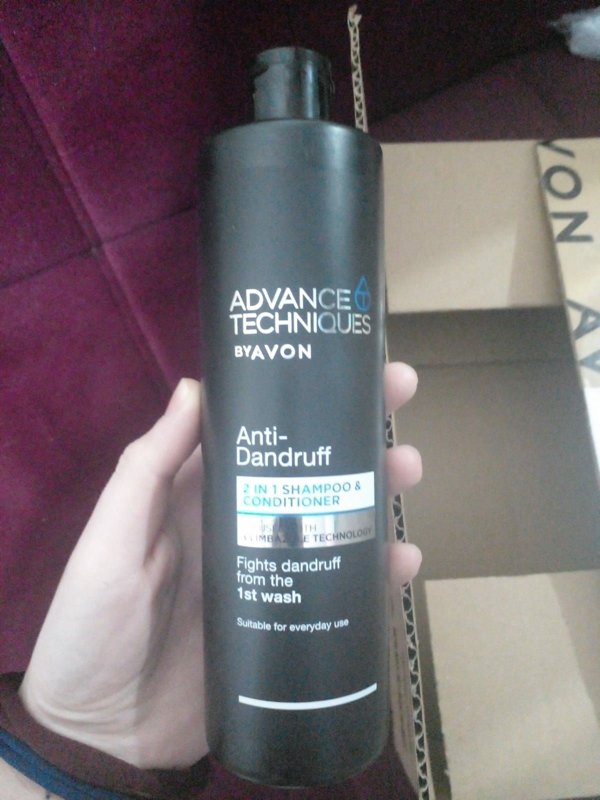 ADVANCE
TECHNIQUES
BY AVON
Anti-
Dandruff
2 IN 1 SHAMPOO &
CONDITIONER
TECHNOLOGY
Fights dandruff
from the
1st wash
Suitable for everyday use
VON
AV